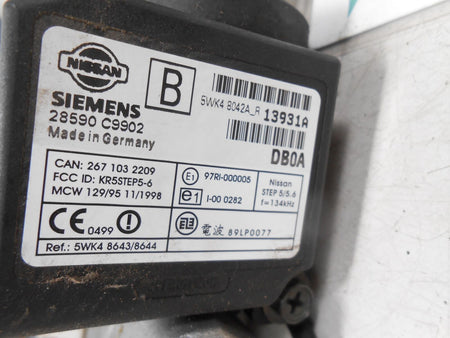 NISSAN
B
5WK4 8042A_R 13931A
SIEMENS
28590 C9902
Made in Germany
DB0A
CAN: 267 103 2209
FCC ID: KR5STEP5-6
MCW 129/95 11/1998
E1 97RI-000005
e1 I-00 0282
Nissan
STEP 5/5.6
f=134kHz
CE 0499
電波 89LP0077
Ref.: 5WK4 8643/8644